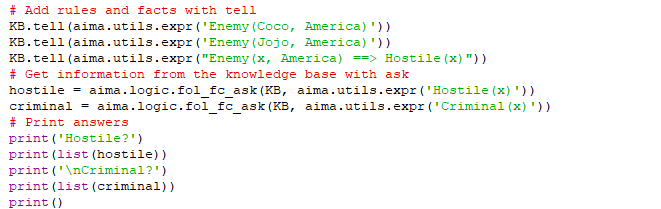 # Add rules and facts with tell
KB.tell(aima.utils.expr('Enemy(Coco, America)'))
KB.tell(aima.utils.expr('Enemy(Jojo, America)'))
KB.tell(aima.utils.expr("Enemy(x, America) ==> Hostile(x)"))
# Get information from the knowledge base with ask
hostile = aima.logic.fol_fc_ask(KB, aima.utils.expr('Hostile(x)'))
criminal = aima.logic.fol_fc_ask(KB, aima.utils.expr('Criminal(x)'))
# Print answers
print('Hostile?')
print(list(hostile))
print('\nCriminal?')
print(list(criminal))
print()